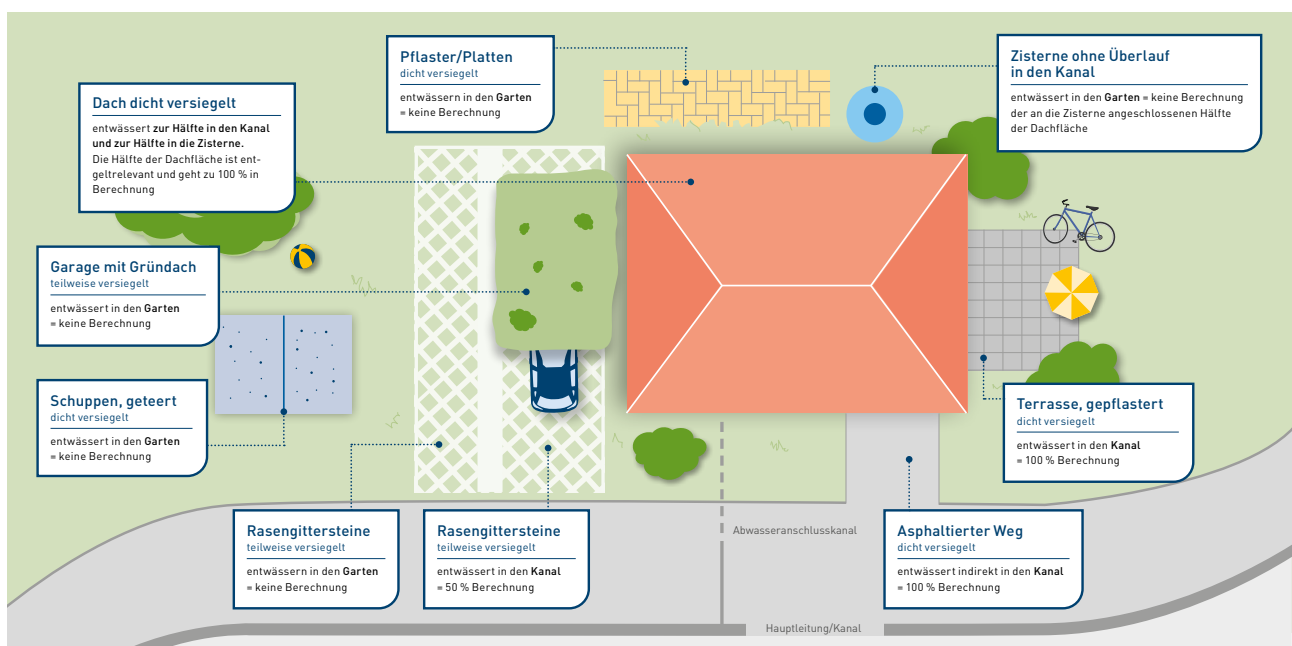 Pflaster/Platten
dicht versiegelt
entwässern in den Garten
= keine Berechnung
Zisterne ohne Überlauf
in den Kanal
entwässert in den Garten = keine Berechnung
der an die Zisterne angeschlossenen Hälfte
der Dachfläche
Dach dicht versiegelt
entwässert zur Hälfte in den Kanal
und zur Hälfte in die Zisterne.
Die Hälfte der Dachfläche ist ent-
geltrelevant und geht zu 100 % in
Berechnung
Garage mit Gründach
teilweise versiegelt
entwässert in den Garten
= keine Berechnung
Schuppen, geteert
dicht versiegelt
entwässert in den Garten
= keine Berechnung
Terrasse, gepflastert
dicht versiegelt
entwässert in den Kanal
= 100 % Berechnung
Rasengittersteine
teilweise versiegelt
entwässern in den Garten
= keine Berechnung
Rasengittersteine
teilweise versiegelt
entwässert in den Kanal
= 50 % Berechnung
Abwasseranschlusskanal
Asphaltierter Weg
dicht versiegelt
entwässert indirekt in den Kanal
= 100 % Berechnung
Hauptleitung/Kanal